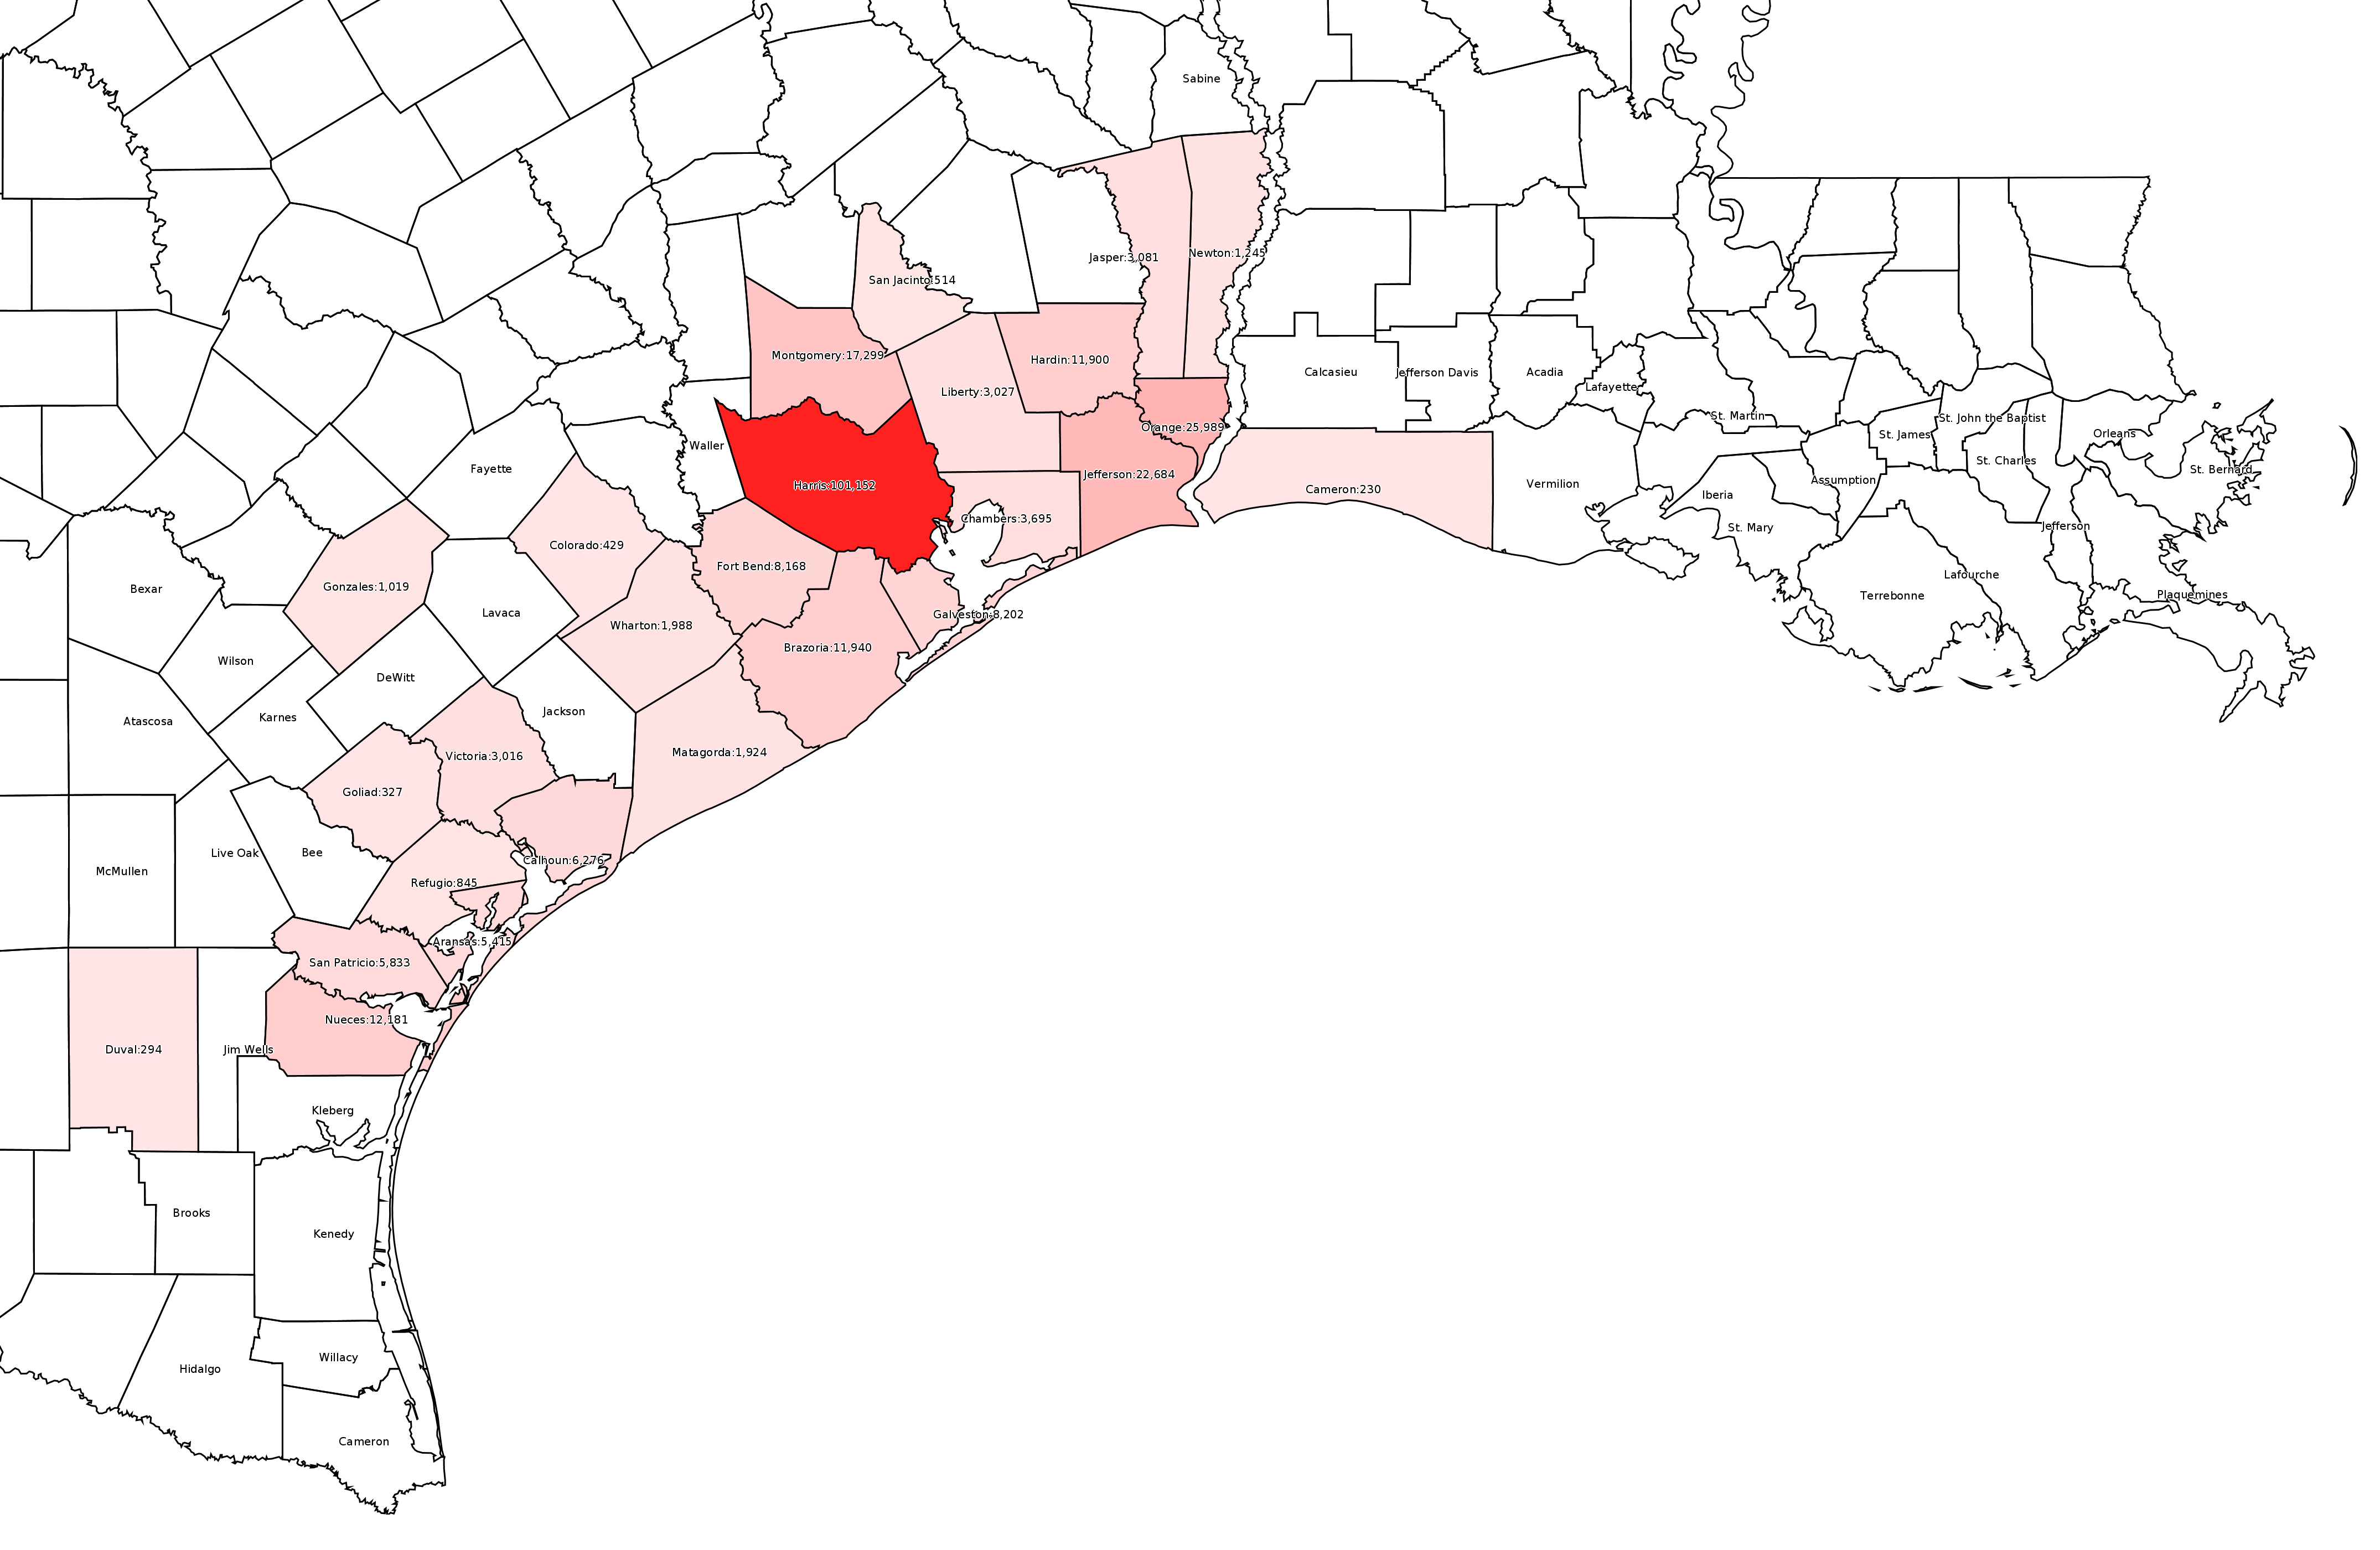 Sabine
Jasper:3,081
Newton:1,245
San Jacinto:514
Montgomery:17,299
Hardin:11,900
Liberty:3,027
Calcasieu
Jefferson Davis
Acadia
Lafayette
St. Martin
St. John the Baptist
Orange:25,989
St. James
Orleans
Waller
Fayette
St. Charles
St. Bernard
Jefferson:22,684
Assumption
Harris:101,152
Cameron:230
Vermilion
Iberia
Chambers:3,695
St. Mary
Jefferson
Colorado:429
Fort Bend:8,168
Lafourche
Bexar
Gonzales:1,019
Terrebonne
Plaquemines
Lavaca
Galveston:8,202
Wharton:1,988
Brazoria:11,940
Wilson
DeWitt
Jackson
Karnes
Atascosa
Matagorda:1,924
Victoria:3,016
Goliad:327
Live Oak
Bee
Calhoun:6,276
McMullen
Refugio:845
Aransas:5,415
San Patricio:5,833
Nueces:12,181
Duval:294
Jim Wells
Kleberg
Brooks
Kenedy
Willacy
Hidalgo
Cameron